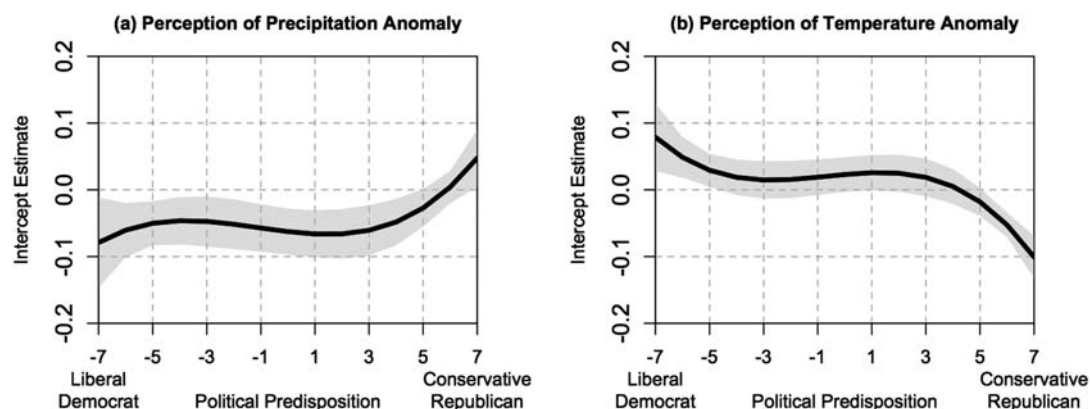 (a) Perception of Precipitation Anomaly
Intercept Estimate
0.2
0.1
0.0
-0.1
-0.2
-7 -5 -3 -1 1 3 5 7
Liberal Conservative
Democrat Political Predisposition Republican
(b) Perception of Temperature Anomaly
Intercept Estimate
0.2
0.1
0.0
-0.1
-0.2
-7 -5 -3 -1 1 3 5 7
Liberal Conservative
Democrat Political Predisposition Republican